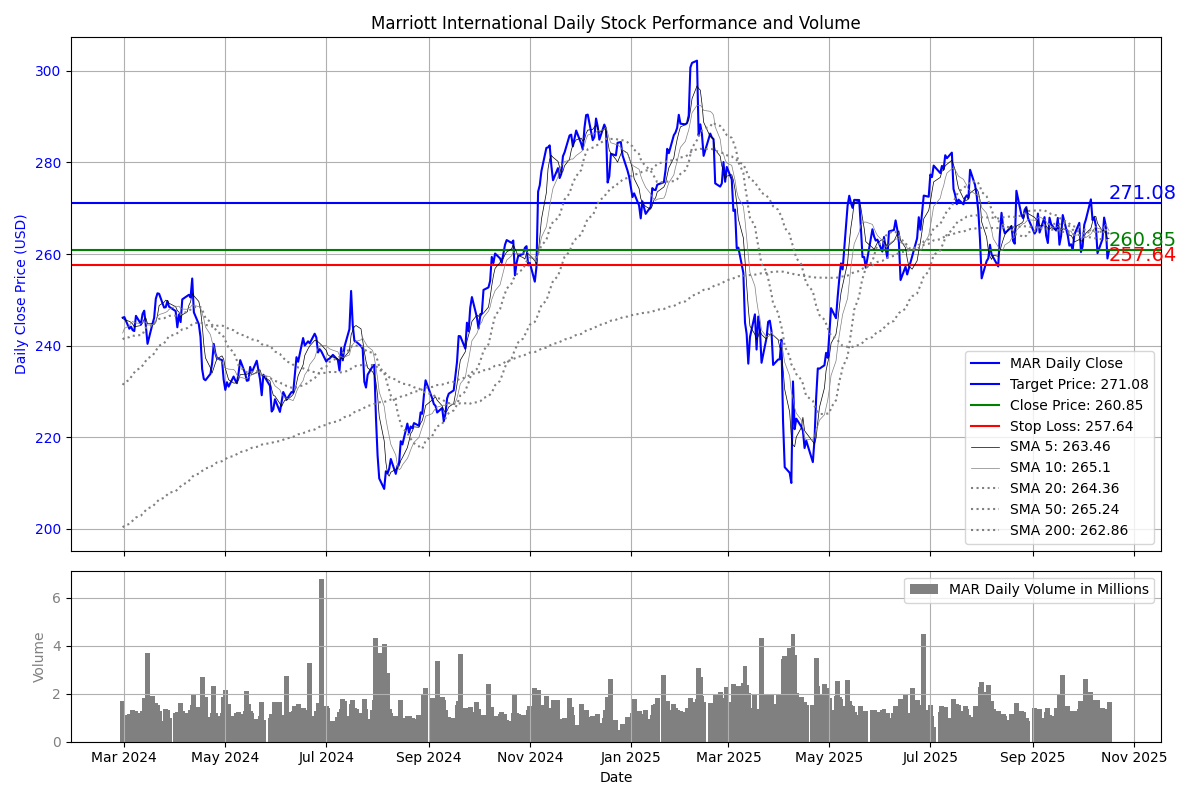 Marriott International Daily Stock Performance and Volume
Daily Close Price (USD)
300
280
260
240
220
200
271.08
260.85
257.64
MAR Daily Close
Target Price: 271.08
Close Price: 260.85
Stop Loss: 257.64
SMA 5: 263.46
SMA 10: 265.1
SMA 20: 264.36
SMA 50: 265.24
SMA 200: 262.86
Volume
6
4
2
0
MAR Daily Volume in Millions
Mar 2024 May 2024 Jul 2024 Sep 2024 Nov 2024 Jan 2025 Mar 2025 May 2025 Jul 2025 Sep 2025 Nov 2025
Date